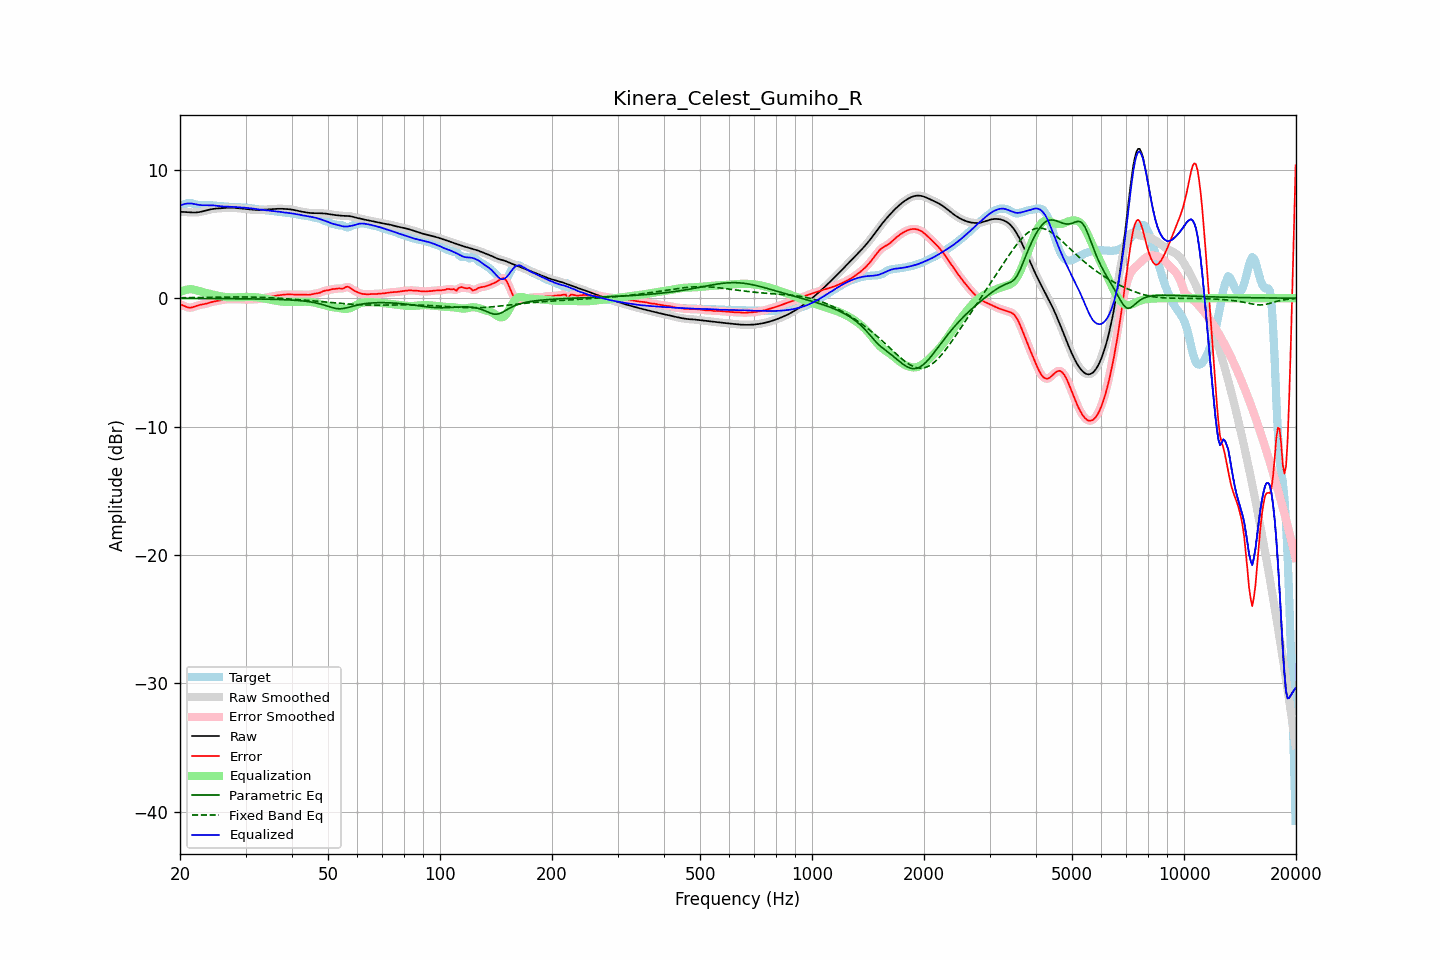 Kinera_Celest_Gumiho_R
10
0
−10
−20
−30
−40
Amplitude (dBr)
Target
Raw Smoothed
Error Smoothed
Raw
Error
Equalization
Parametric Eq
Fixed Band Eq
Equalized
20 50 100 200 500 1000 2000 5000 10000 20000
Frequency (Hz)